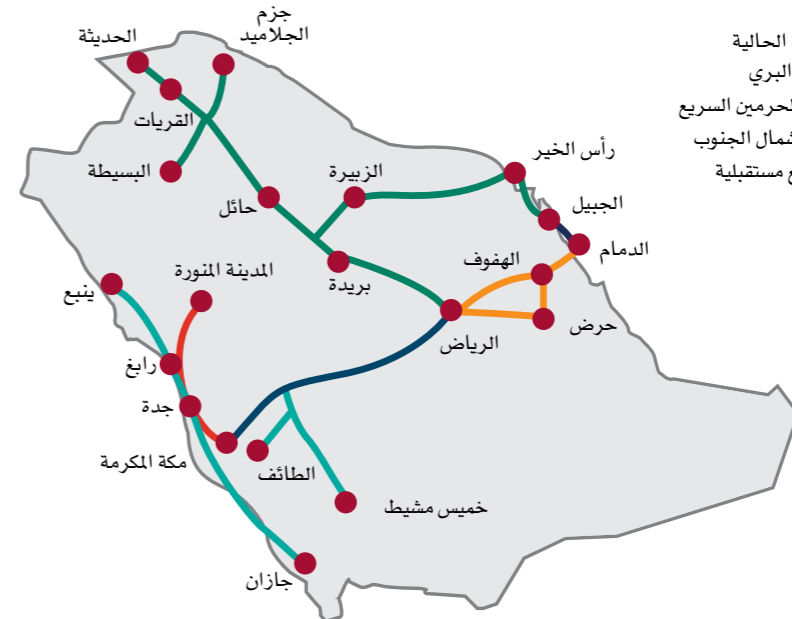 جزم
الجلاميد
الحديثة
القريات
البسيطة
حائل
الزبيرة
رأس الخير
الجبيل
الدمام
الهفوف
حرض
الرياض
بريدة
المدينة المنورة
ينبع
رابغ
جدة
مكة المكرمة
الطائف
خميس مشيط
جازان
الحالية
البري
لحرمين السريع
شمال الجنوب
ع مستقبلية